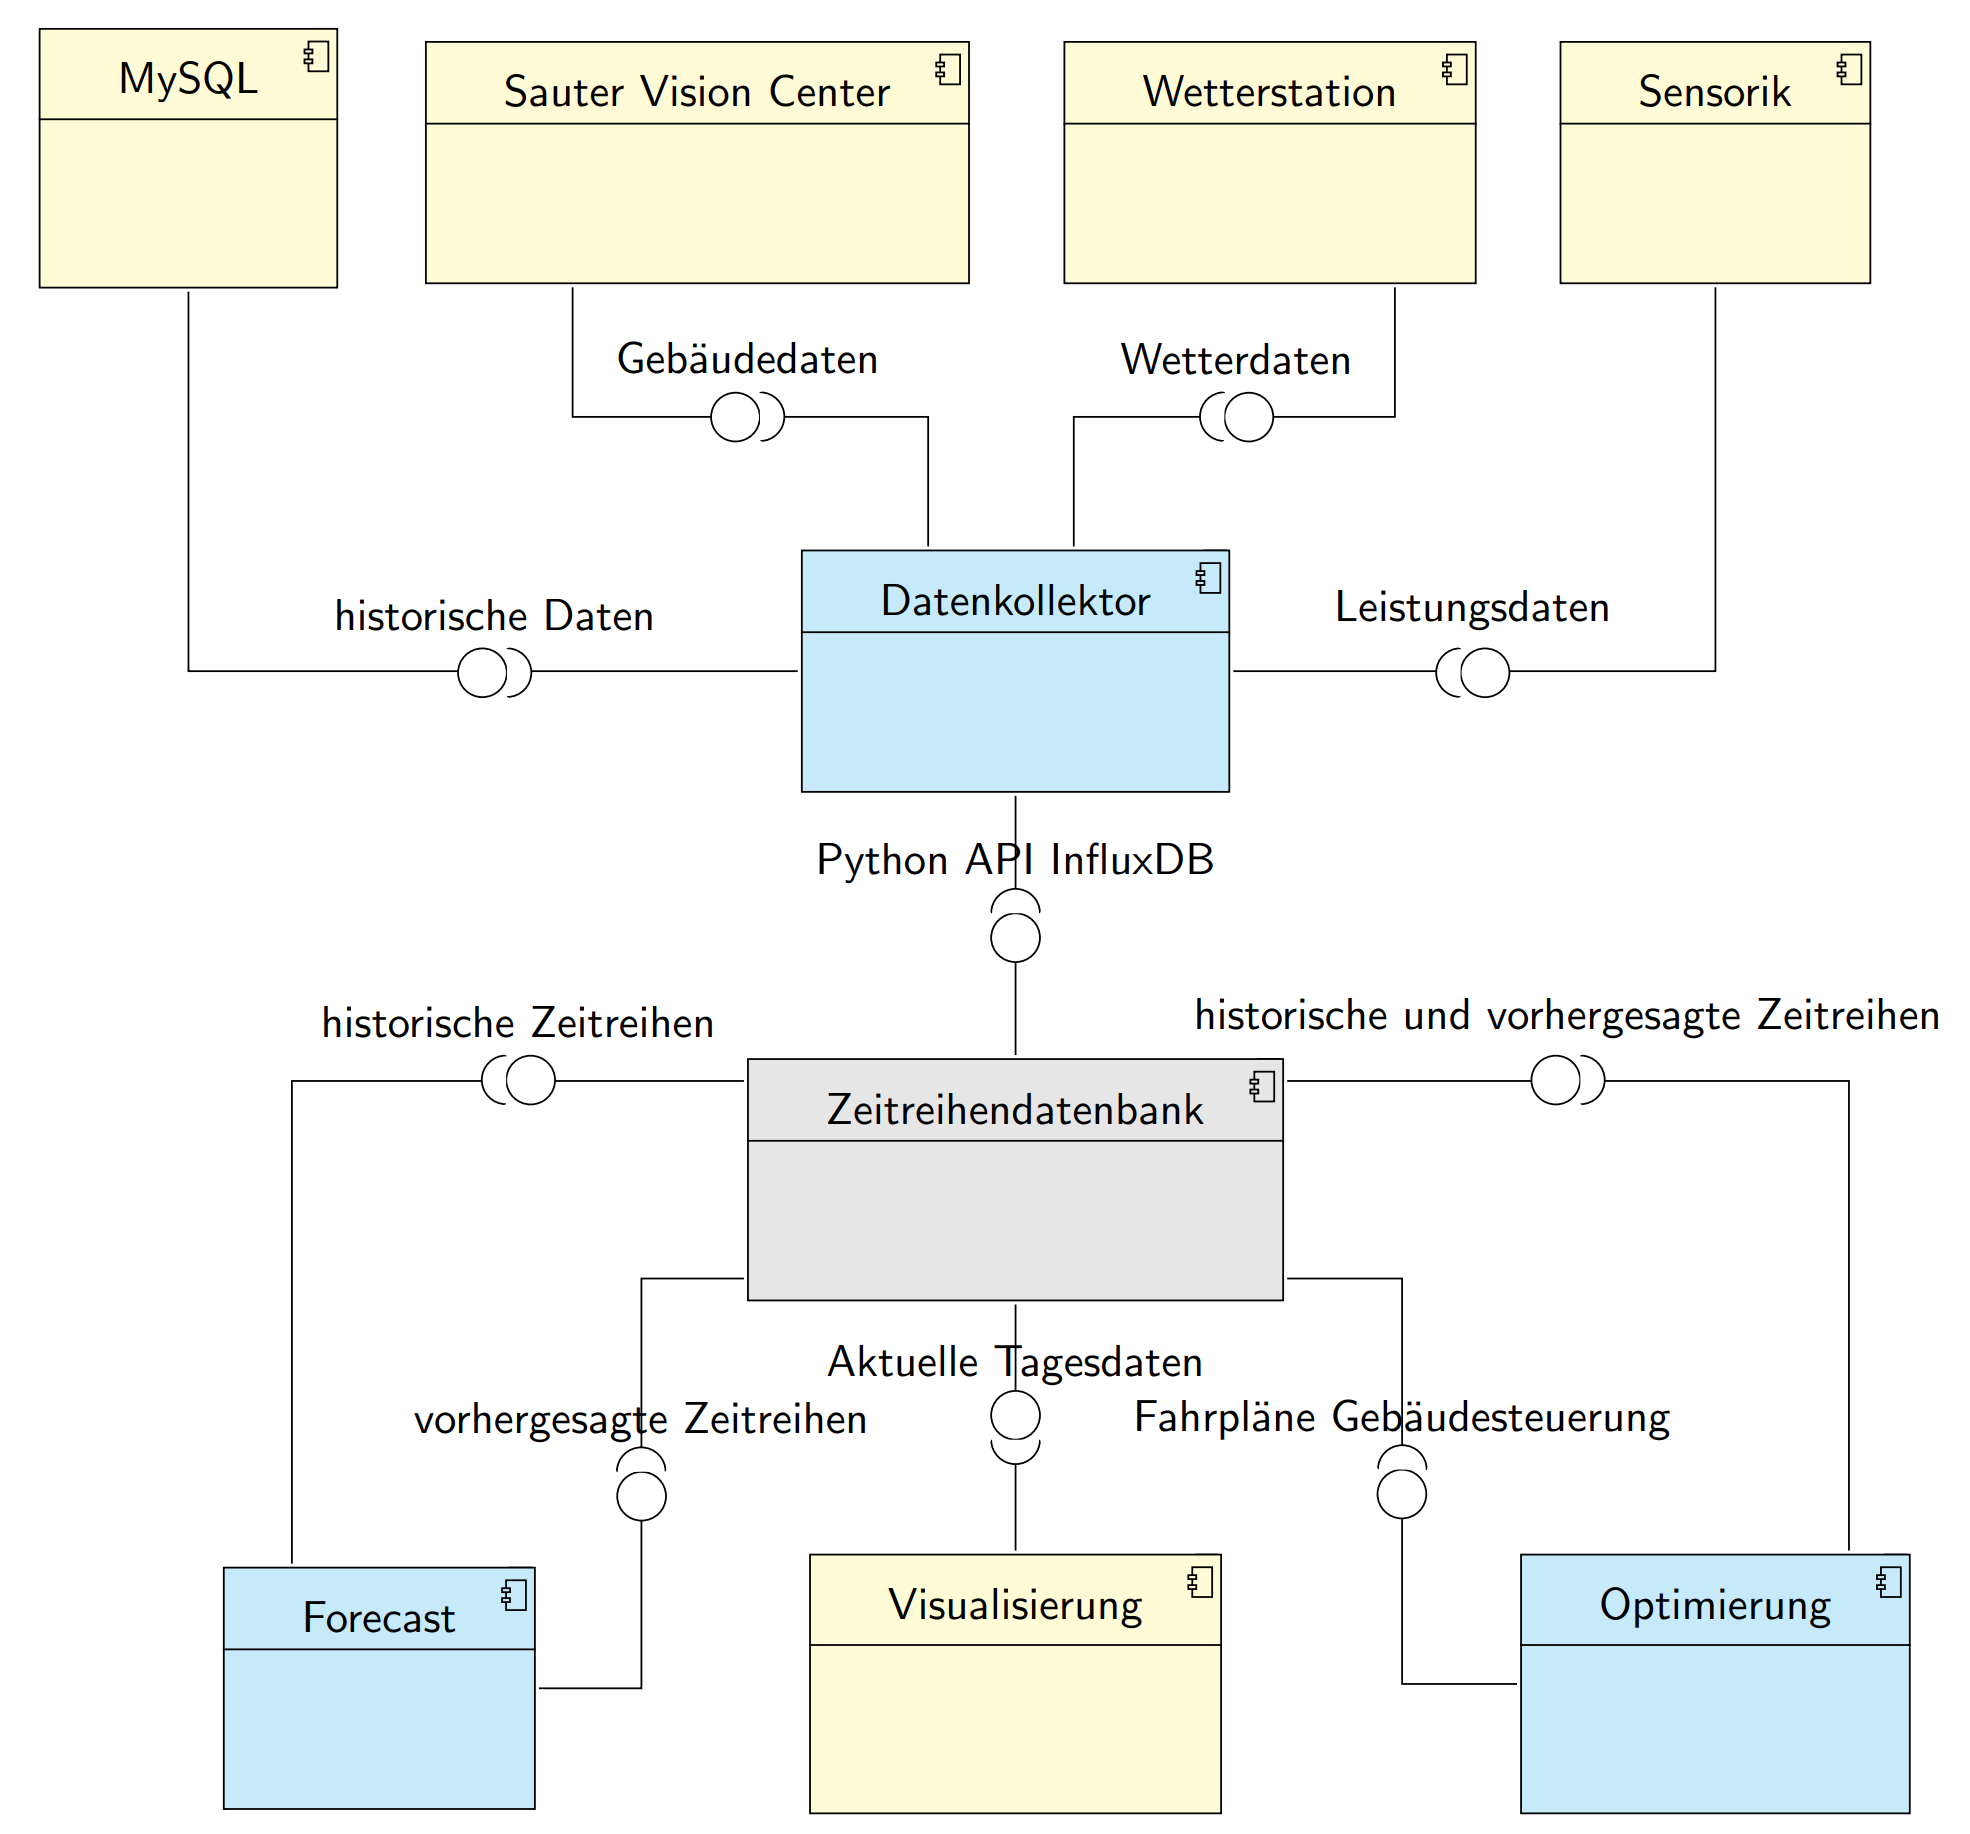 MySQL
Sauter Vision Center
Wetterstation
Sensorik
Gebäudedaten
Wetterdaten
Datenkollektor
historische Daten
Leistungsdaten
Python API InfluxDB
historische Zeitreihen
historische und vorhergesagte Zeitreihen
Zeitreihendatenbank
Aktuelle Tagesdaten
vorhergesagte Zeitreihen
Fahrpläne Gebäudesteuerung
Forecast
Visualisierung
Optimierung